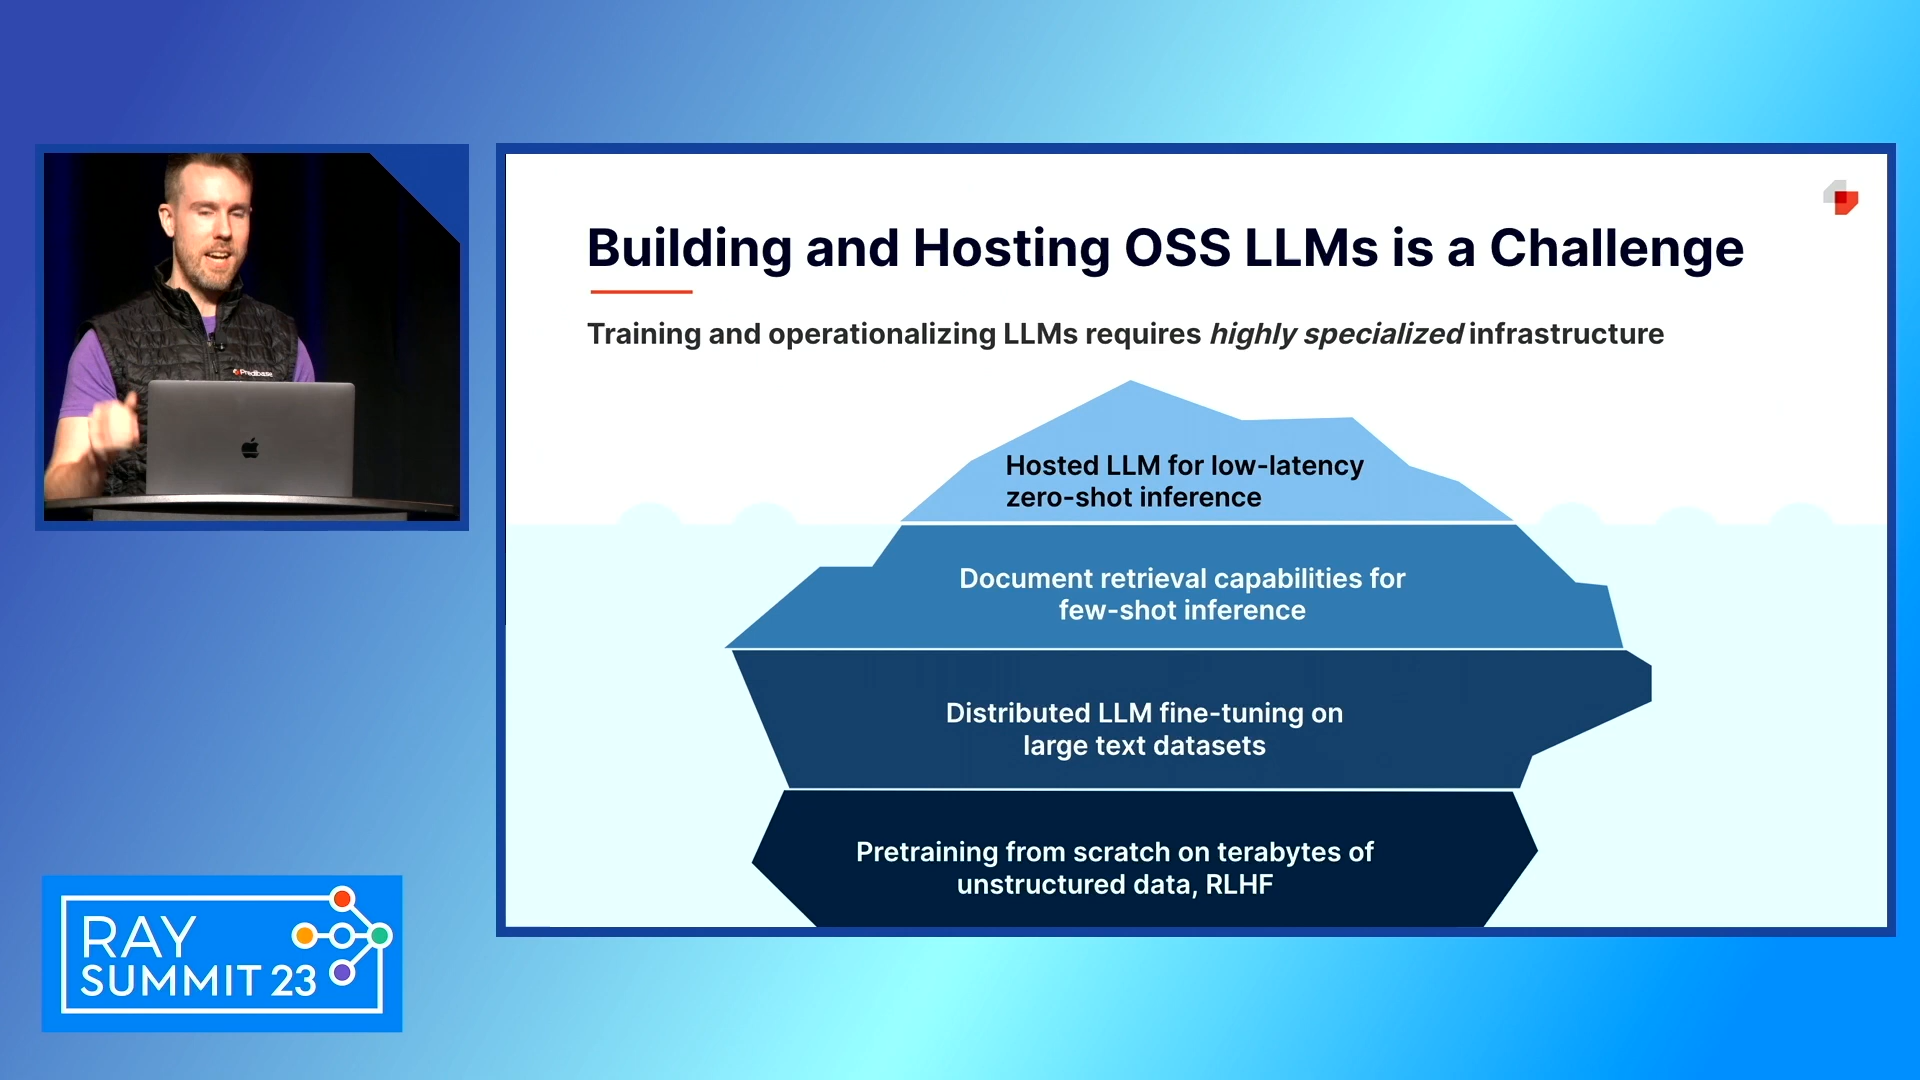 Building and Hosting OSS LLMs is a Challenge
Training and operationalizing LLMs requires highly specialized infrastructure
Hosted LLM for low-latency
zero-shot inference
Document retrieval capabilities for
few-shot inference
Distributed LLM fine-tuning on
large text datasets
Pretraining from scratch on terabytes of
unstructured data, RLHF
Predibase
RAY
SUMMIT 23